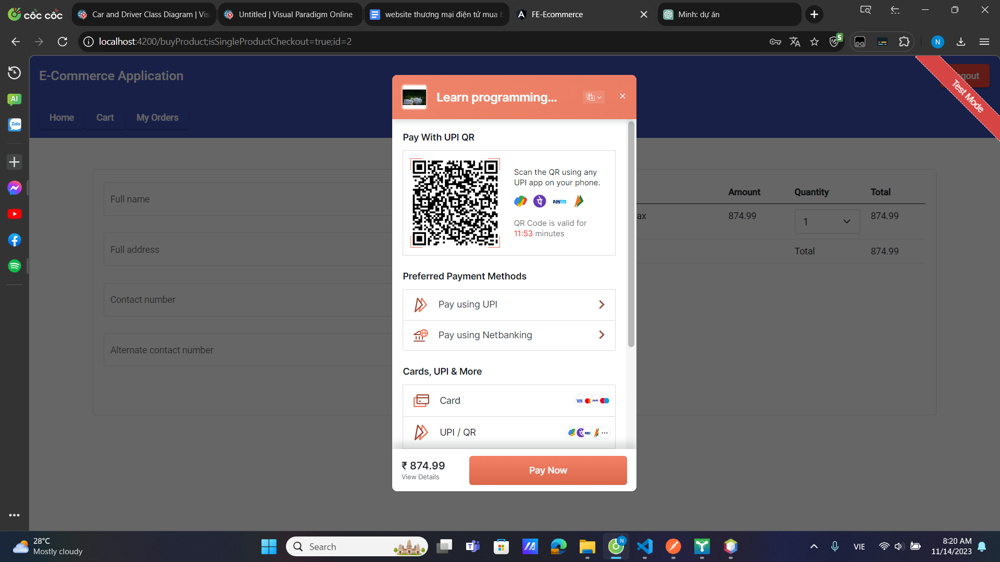 cốc cốc
Car and Driver Class Diagram | Vis
Untitled | Visual Paradigm Online
website thương mại điện tử mua b
FE-Ecommerce
Minh: dự án
localhost:4200/buyProduct;isSingleProductCheckout=true;id=2
5
N
AI
Zalo
E-Commerce Application
Home
Cart
My Orders
gout
Test Mode
Learn programming...
Pay With UPI QR
Scan the QR using any
UPI app on your phone.
paytm
QR Code is valid for
11:53 minutes
Preferred Payment Methods
Pay using UPI
Pay using Netbanking
Cards, UPI & More
Card
VISA
UPI / QR
₹ 874.99
View Details
Pay Now
Full name
Full address
Contact number
Alternate contact number
Amount
Quantity
Total
ax
874.99
1
874.99
Total
874.99
28°C
Mostly cloudy
Search
N
VIE
8:20 AM
11/14/2023